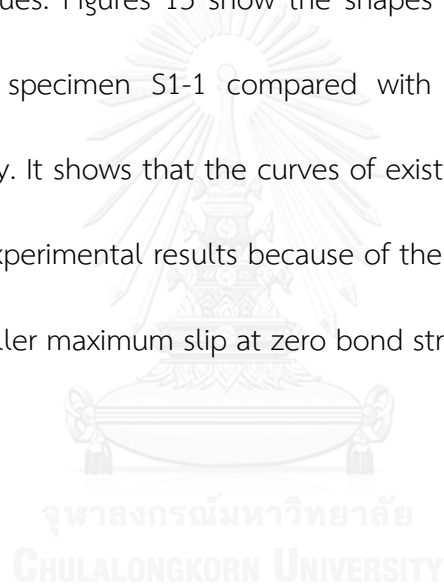 ues. Figures 15 show the shapes
specimen S1-1 compared with
y. It shows that the curves of exist
xperimental results because of the
ller maximum slip at zero bond str
จุฬาลงกรณ์มหาวิทยาลัย
CHULALONGKORN UNIVERSITY